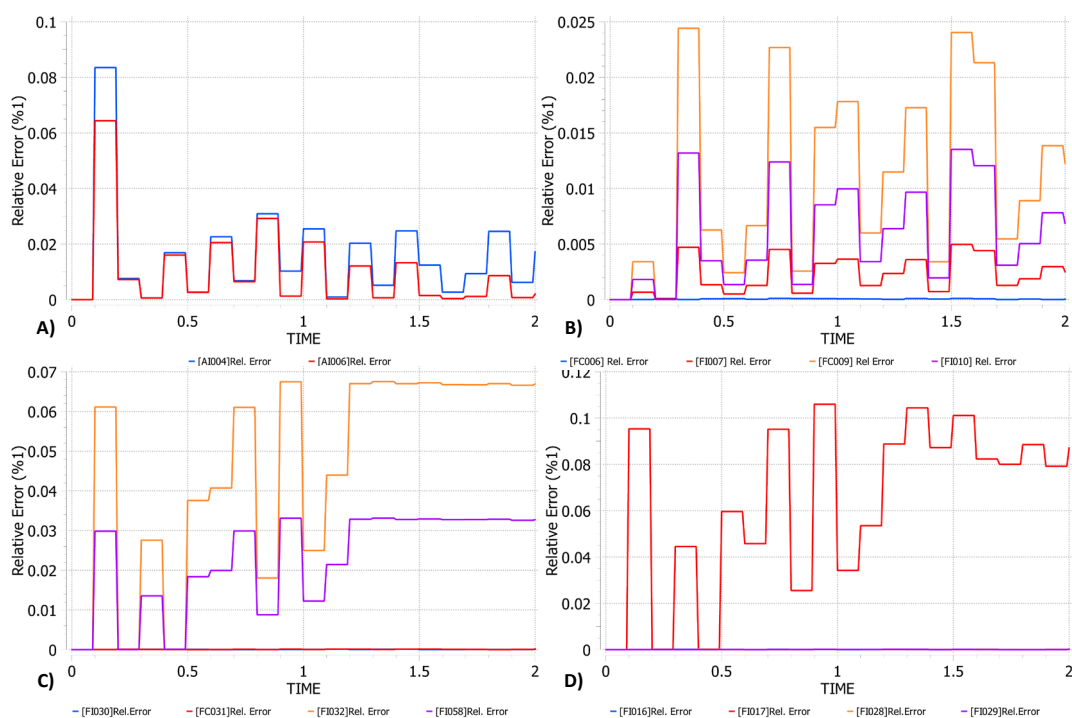 0.1
0.08
0.06
0.04
0.02
0
Relative Error (%1)
0 0.5 1 1.5 2
TIME
A)
[AI004]Rel. Error [AI006]Rel. Error
0.025
0.02
0.015
0.01
0.005
0
Relative Error (%1)
0 0.5 1 1.5 2
TIME
B)
[FC006] Rel. Error [FI007] Rel. Error [FC009] Rel Error [FI010] Rel. Error
0.07
0.06
0.05
0.04
0.03
0.02
0.01
0
Relative Error (%1)
0 0.5 1 1.5 2
TIME
C)
[FI030]Rel.Error [FC031]Rel. Error [FI032]Rel. Error [FI058]Rel. Error
0.12
0.1
0.08
0.06
0.04
0.02
0
Relative Error (%1)
0 0.5 1 1.5 2
TIME
D)
[FI016]Rel.Error [FI017]Rel.Error [FI028]Rel.Error [FI029]Rel.Error